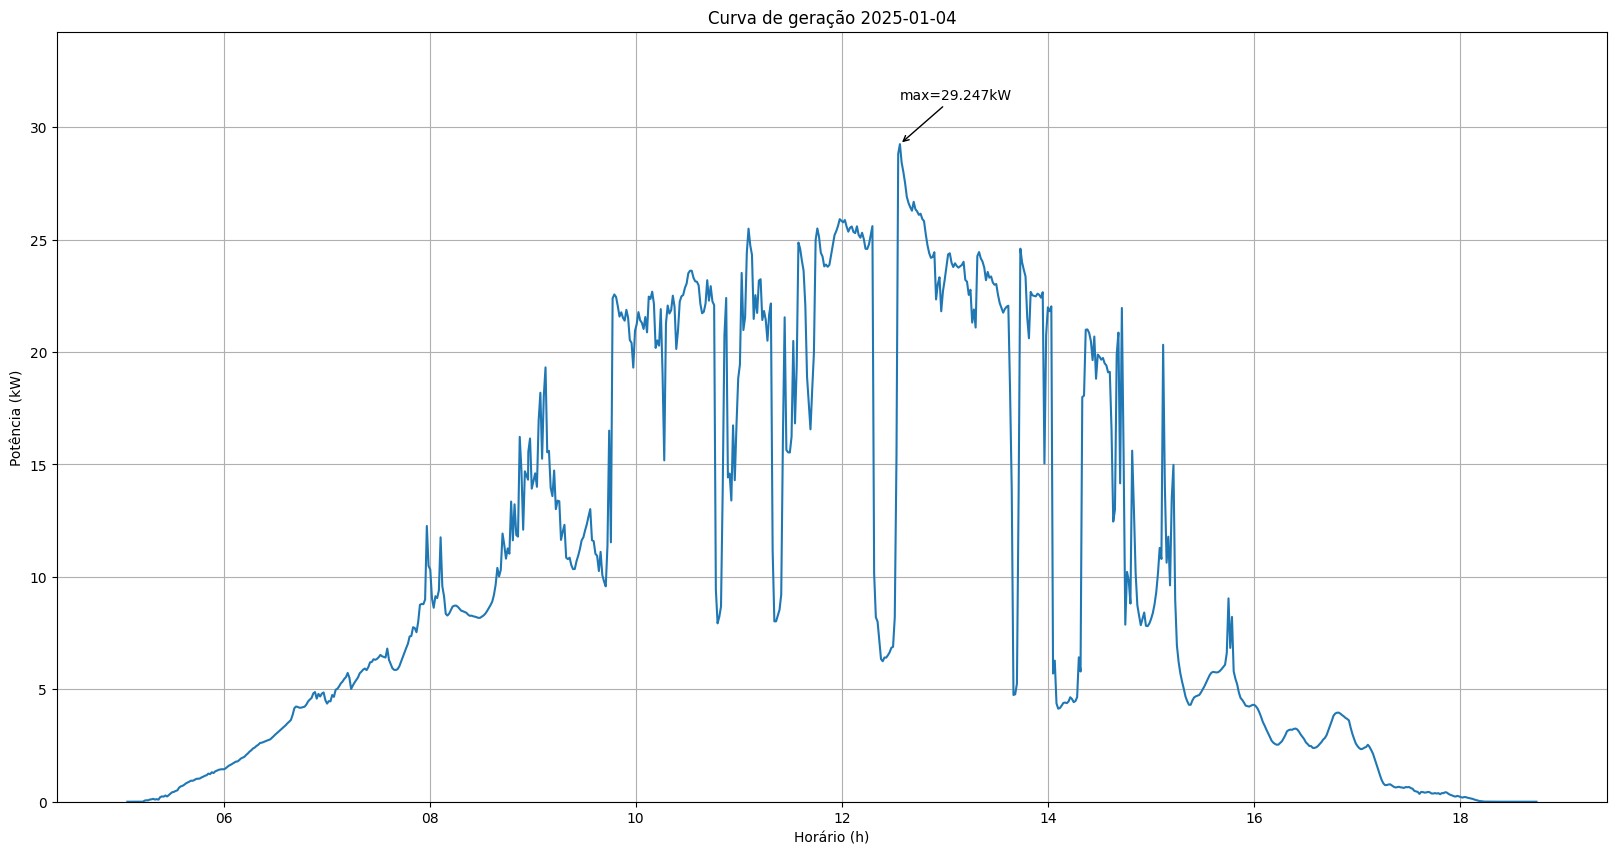 Curva de geração 2025-01-04
max=29.247kW
30
25
20
15
10
5
0
Potência (kW)
06 08 10 12 14 16 18
Horário (h)